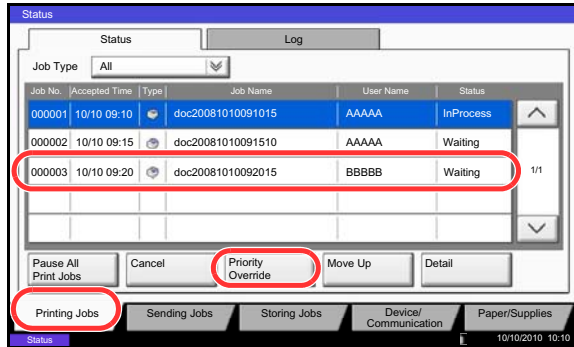 Status
Status Log
Job Type All
Job No. Accepted Time Type Job Name User Name Status
000001 10/10 09:10 doc20081010091015 AAAAA InProcess
000002 10/10 09:15 doc20081010091510 AAAAA Waiting
000003 10/10 09:20 doc20081010092015 BBBBB Waiting
1/1
Pause All Cancel Priority Move Up Detail
Print Jobs Override
Printing Jobs Sending Jobs Storing Jobs Device/ Paper/Supplies
Communication
Status 10/10/2010 10:10